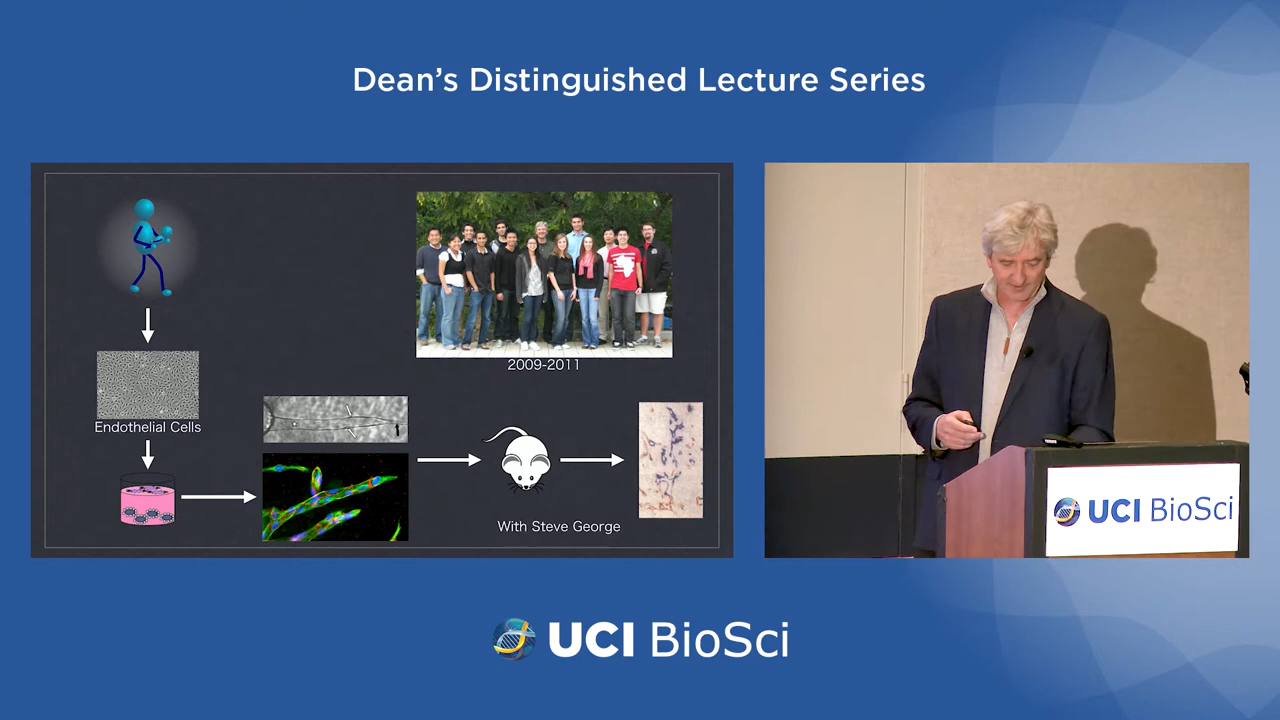 Dean's Distinguished Lecture Series
2009-2011
Endothelial Cells
With Steve George
UCI BioSci
UCI BioSci